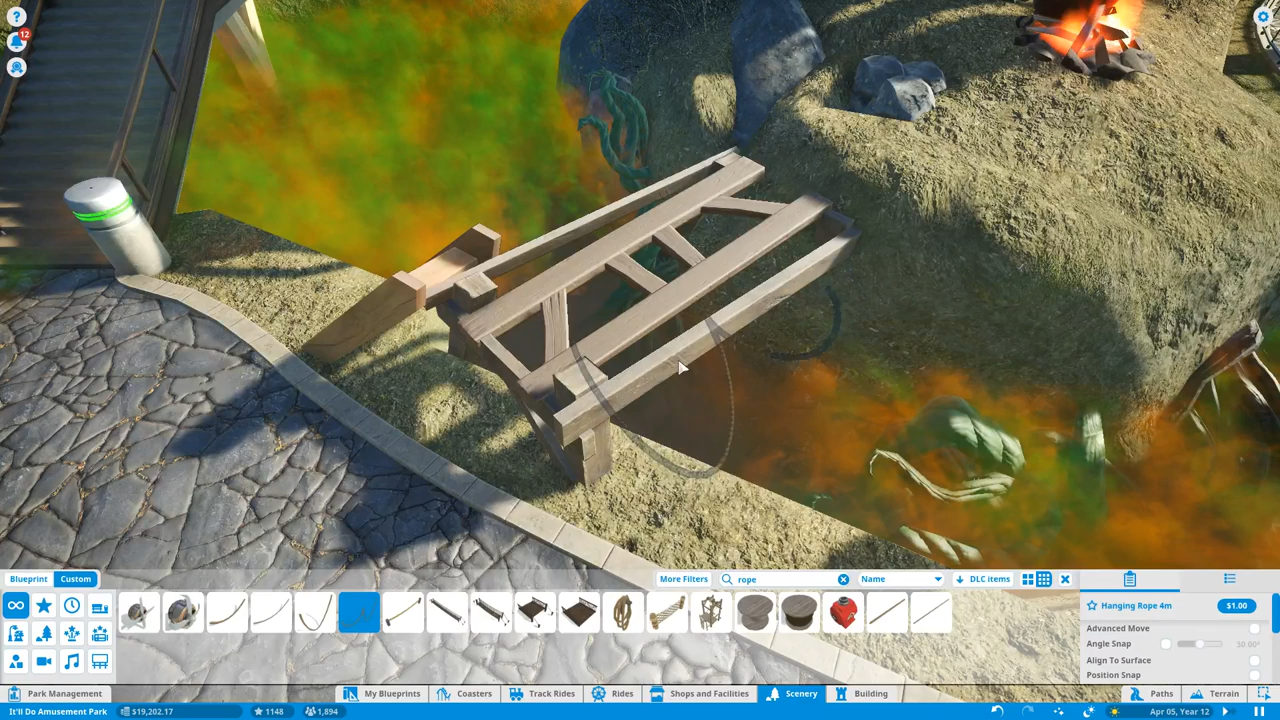 ?
12
Blueprint
Custom
More Filters
rope
Name
DLC items
Hanging Rope 4m
$1.00
Advanced Move
Angle Snap
30.00°
Align To Surface
Position Snap
Park Management
My Blueprints
Coasters
Track Rides
Rides
Shops and Facilities
Scenery
Building
Paths
Terrain
It'll Do Amusement Park
$19,202.17
1148
1,894
Apr 05, Year 12